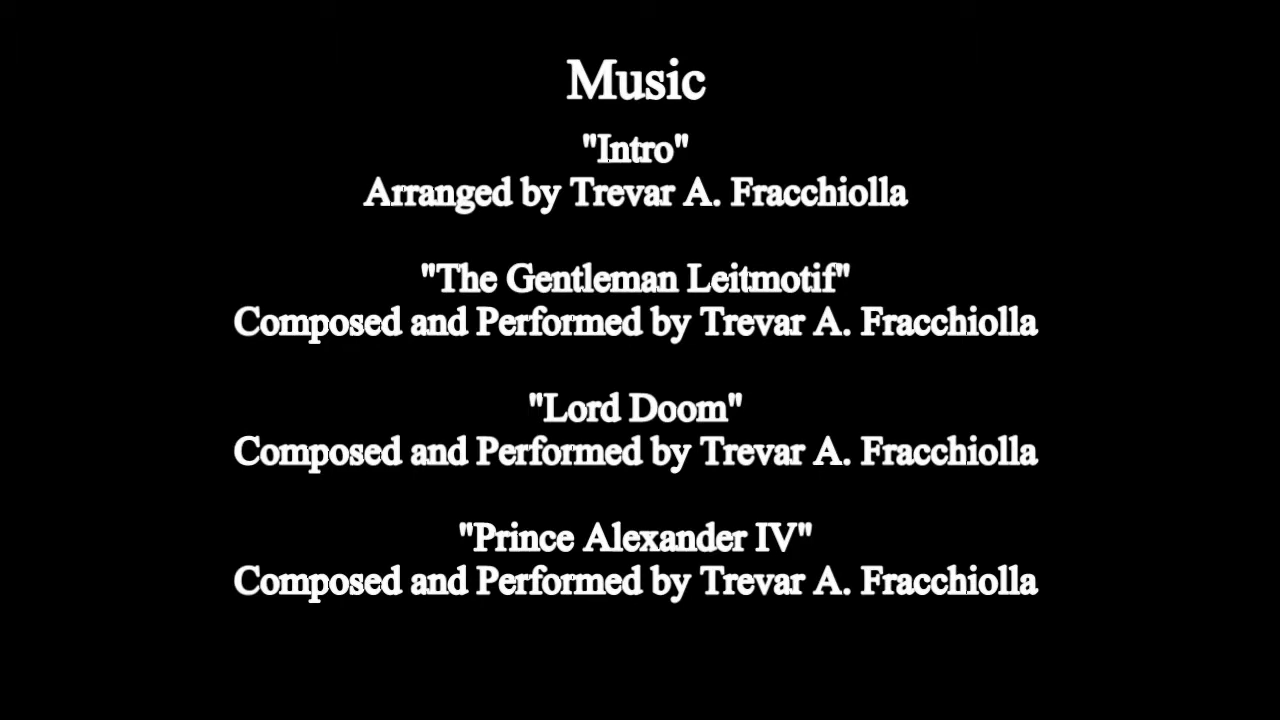 Music
"Intro"
Arranged by Trevar A. Fracchiolla
"The Gentleman Leitmotif"
Composed and Performed by Trevar A. Fracchiolla
"Lord Doom"
Composed and Performed by Trevar A. Fracchiolla
"Prince Alexander IV"
Composed and Performed by Trevar A. Fracchiolla